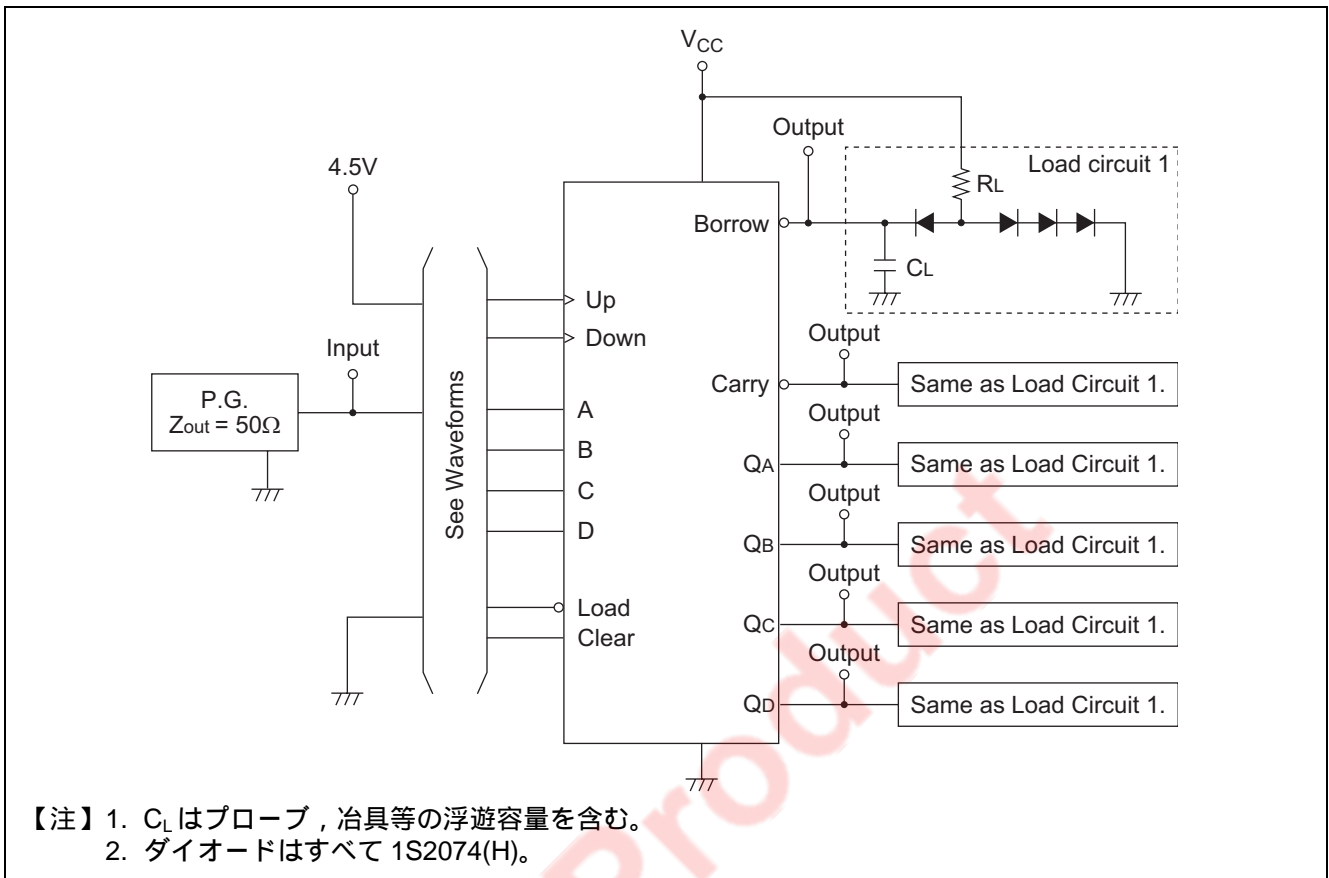 VCC
Output
4.5V
Load circuit 1
RL
Borrow
CL
Up
Down
Input
Output
P.G.
Zout = 50Ω
See Waveforms
Carry
Same as Load Circuit 1.
A
Output
B
QA
Same as Load Circuit 1.
C
Output
D
QB
Same as Load Circuit 1.
Output
Load
Clear
QC
Same as Load Circuit 1.
Output
QD
Same as Load Circuit 1.
Product
【注】1. CLはプローブ，冶具等の浮遊容量を含む。
2. ダイオードはすべて 1S2074(H)。